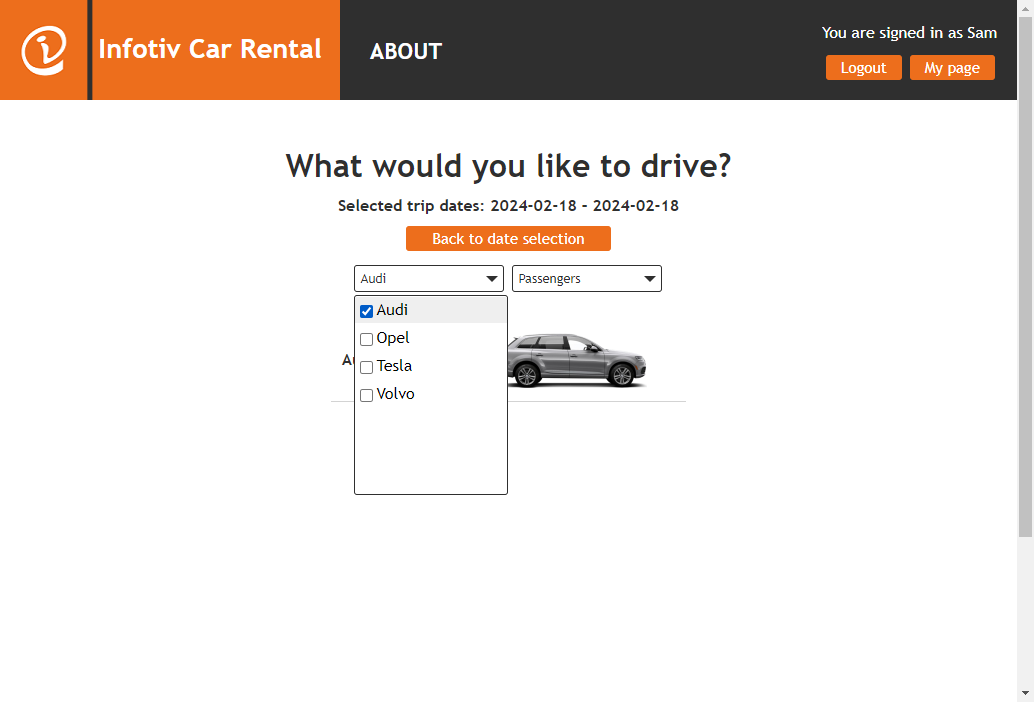 Infotiv Car Rental
ABOUT
You are signed in as Sam
Logout
My page
What would you like to drive?
Selected trip dates: 2024-02-18 – 2024-02-18
Back to date selection
Audi
Passengers
Audi
Opel
Tesla
Volvo